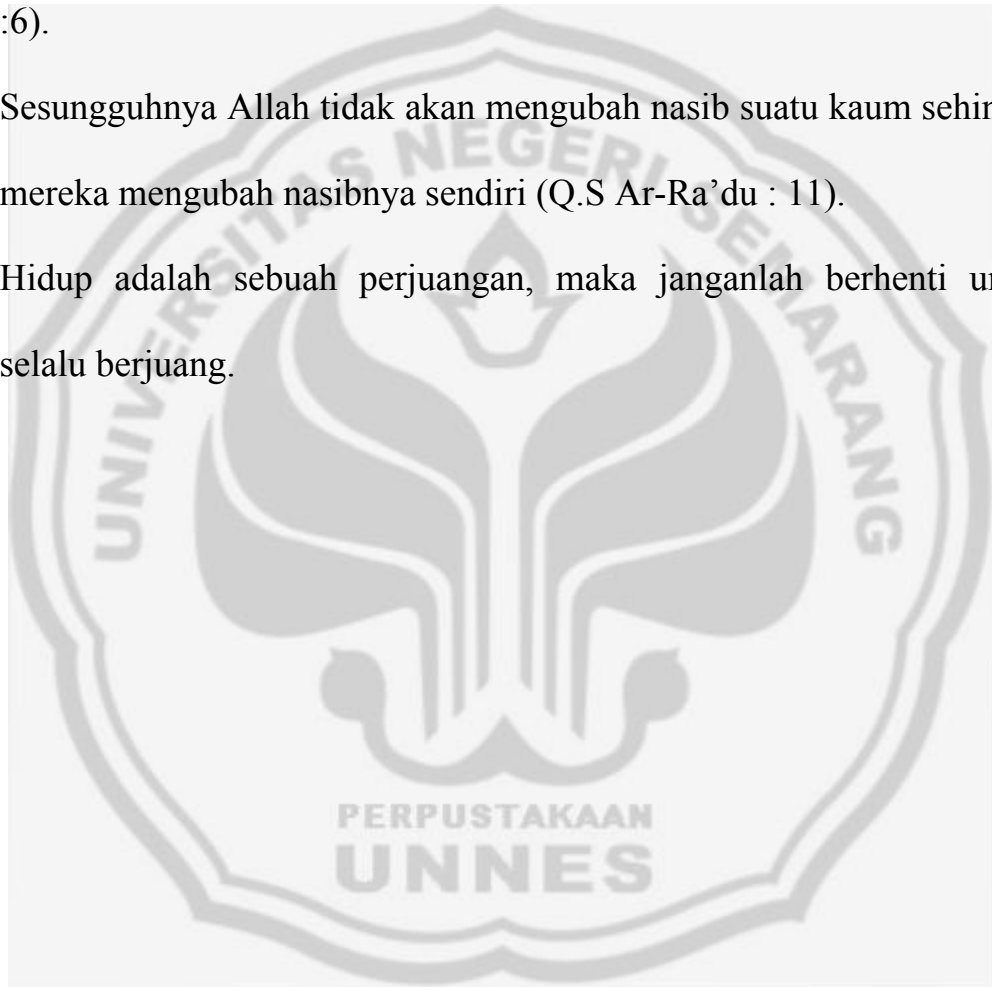 :6).
Sesungguhnya Allah tidak akan mengubah nasib suatu kaum sehin
mereka mengubah nasibnya sendiri (Q.S Ar-Ra’du : 11).
Hidup adalah sebuah perjuangan, maka janganlah berhenti un
selalu berjuang.
UNIVERSITAS NEGERI SEMARANG
PERPUSTAKAAN
UNNES